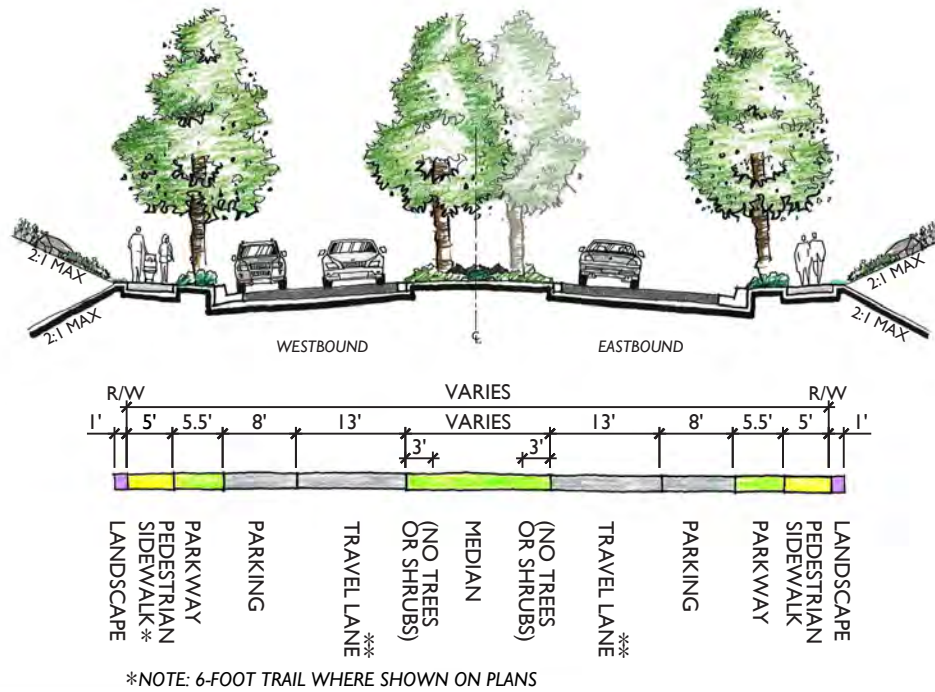 2:1 MAX
2:1 MAX
2:1 MAX
2:1 MAX
WESTBOUND
℄
EASTBOUND
R/W
VARIES
R/W
1'
5'
5.5'
8'
13'
VARIES
13'
8'
5.5'
5'
1'
3'
3'
LANDSCAPE
PEDESTRIAN
SIDEWALK*
PARKWAY
PARKING
TRAVEL LANE**
(NO TREES
OR SHRUBS)
MEDIAN
(NO TREES
OR SHRUBS)
TRAVEL LANE**
PARKING
PARKWAY
PEDESTRIAN
SIDEWALK
LANDSCAPE
*NOTE: 6-FOOT TRAIL WHERE SHOWN ON PLANS